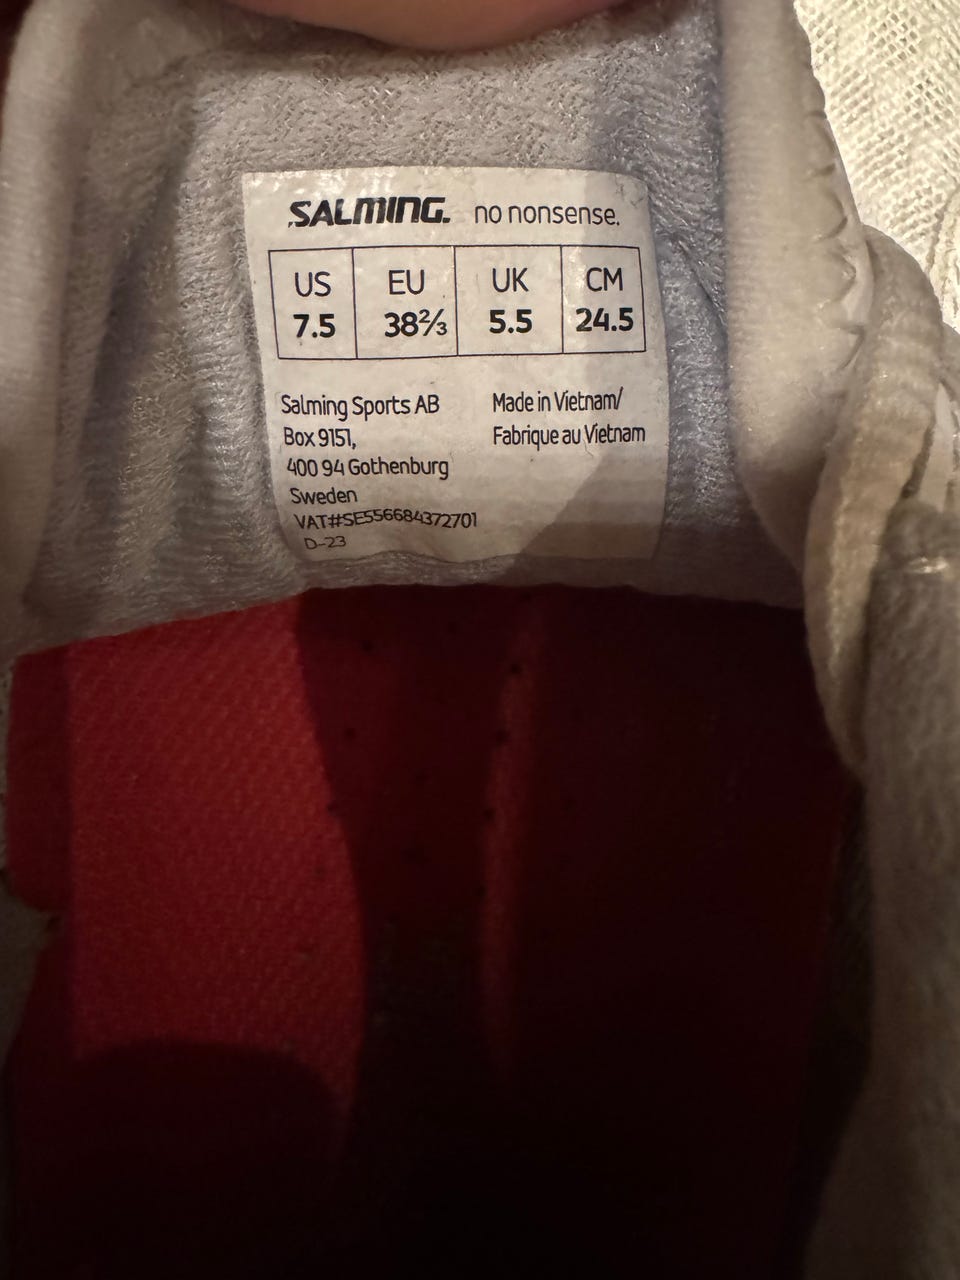 SALMING. no nonsense.
US EU UK CM
7.5 38⅔ 5.5 24.5
Salming Sports AB
Box 9151,
400 94 Gothenburg
Sweden
VAT#SE556684372701
D-23
Made in Vietnam/
Fabrique au Vietnam